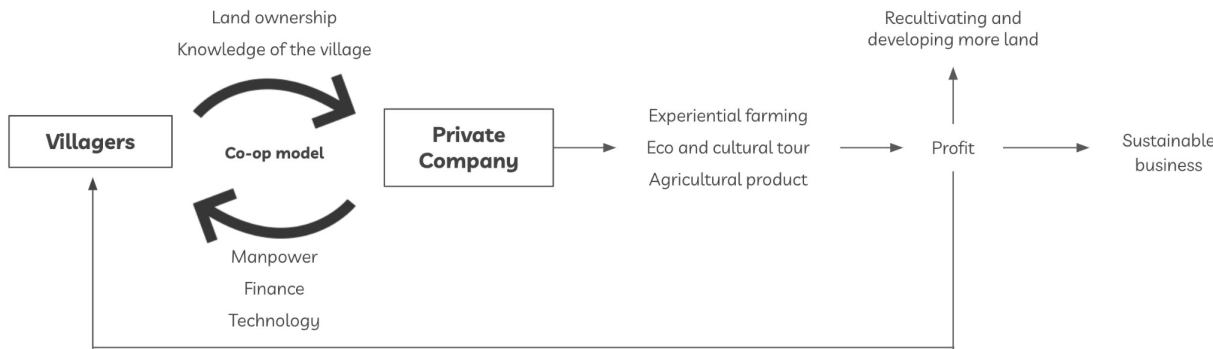 Land ownership
Knowledge of the village
Villagers
Co-op model
Private
Company
Manpower
Finance
Technology
Experiential farming
Eco and cultural tour
Agricultural product
Profit
Recultivating and
developing more land
Sustainable
business